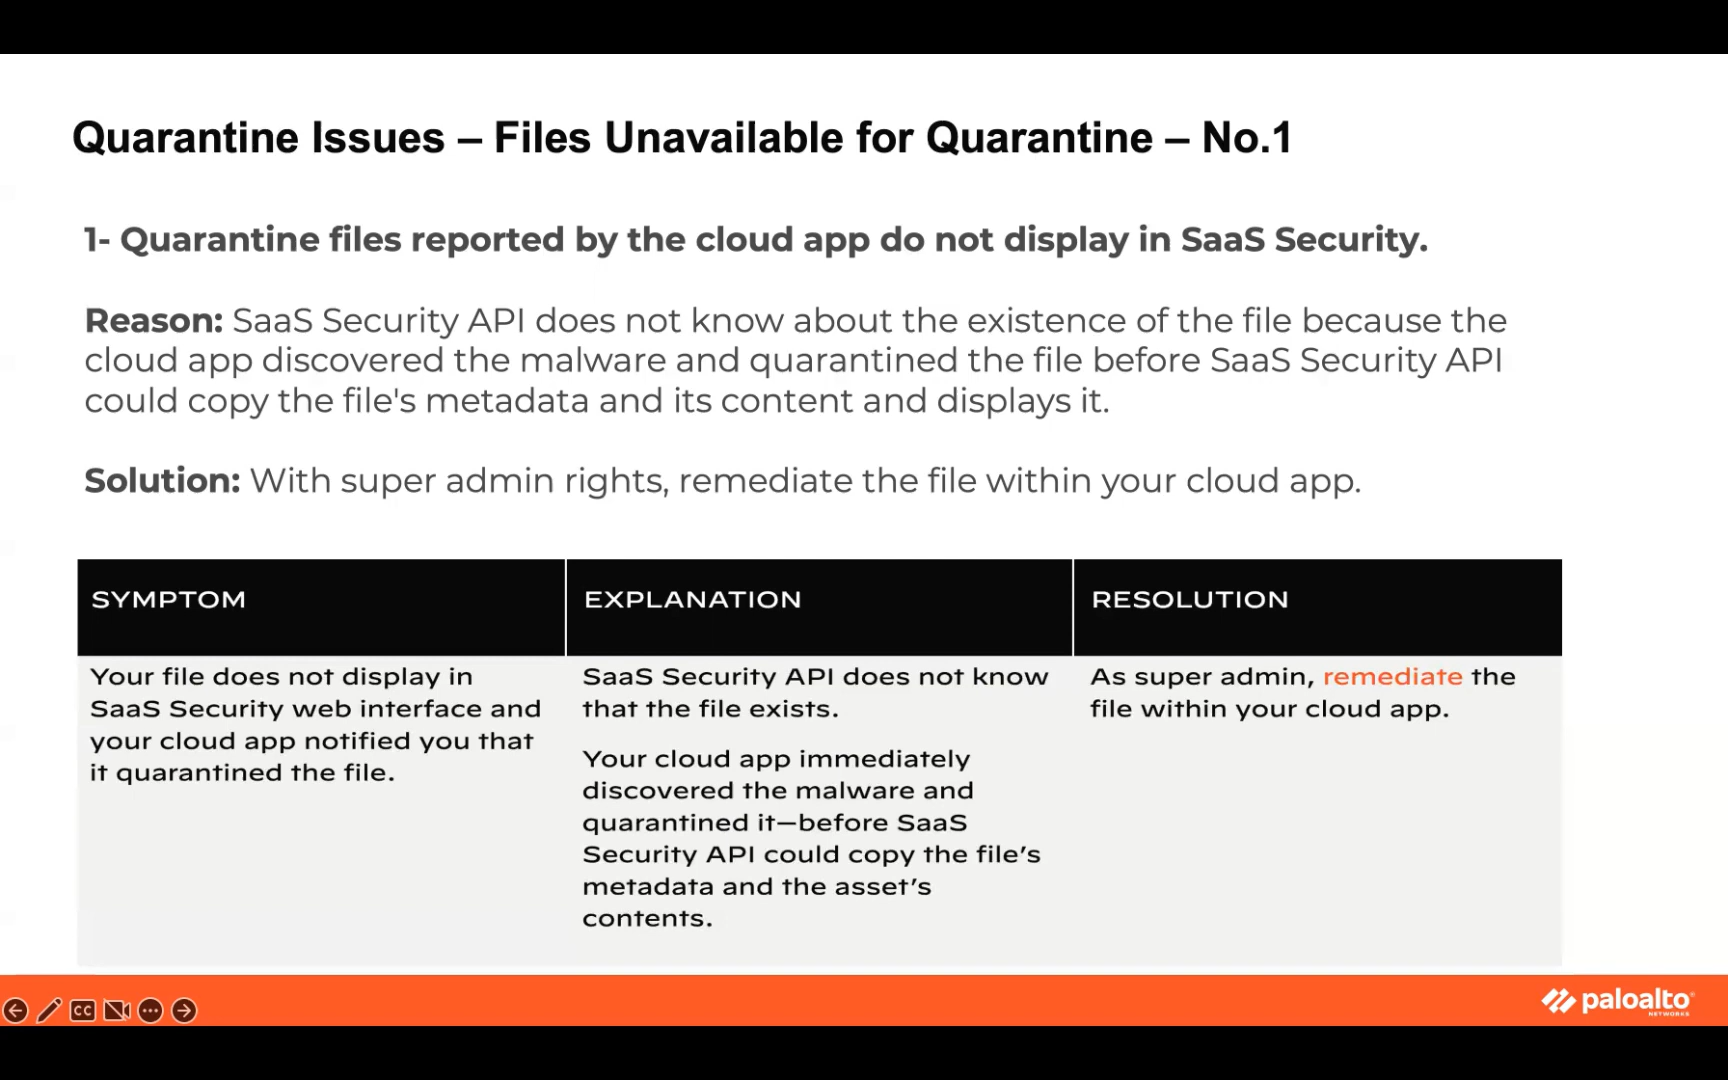 Quarantine Issues – Files Unavailable for Quarantine – No.1
1- Quarantine files reported by the cloud app do not display in SaaS Security.
Reason: SaaS Security API does not know about the existence of the file because the
cloud app discovered the malware and quarantined the file before SaaS Security API
could copy the file's metadata and its content and displays it.
Solution: With super admin rights, remediate the file within your cloud app.
SYMPTOM
EXPLANATION
RESOLUTION
Your file does not display in
SaaS Security web interface and
your cloud app notified you that
it quarantined the file.
SaaS Security API does not know
that the file exists.
Your cloud app immediately
discovered the malware and
quarantined it—before SaaS
Security API could copy the file’s
metadata and the asset’s
contents.
As super admin, remediate the
file within your cloud app.
CC
paloalto
NETWORKS